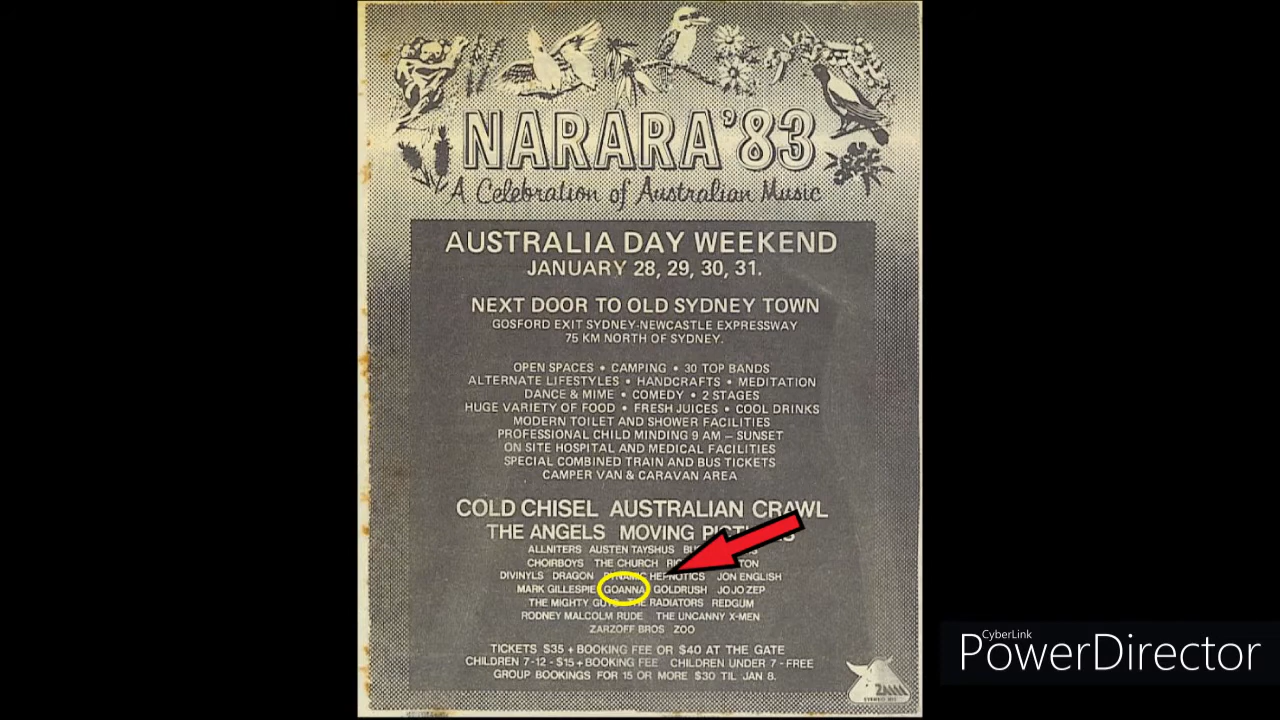 NARARA '83
A Celebration of Australian Music
AUSTRALIA DAY WEEKEND
JANUARY 28, 29, 30, 31.
NEXT DOOR TO OLD SYDNEY TOWN
GOSFORD EXIT SYDNEY-NEWCASTLE EXPRESSWAY
75 KM NORTH OF SYDNEY.
OPEN SPACES • CAMPING • 30 TOP BANDS
ALTERNATE LIFESTYLES • HANDCRAFTS • MEDITATION
DANCE & MIME • COMEDY • 2 STAGES
HUGE VARIETY OF FOOD • FRESH JUICES • COOL DRINKS
MODERN TOILET AND SHOWER FACILITIES
PROFESSIONAL CHILD MINDING 9 AM – SUNSET
ON SITE HOSPITAL AND MEDICAL FACILITIES
SPECIAL COMBINED TRAIN AND BUS TICKETS
CAMPER VAN & CARAVAN AREA
COLD CHISEL AUSTRALIAN CRAWL
THE ANGELS MOVING
ALLNITERS AUSTEN TAYSHUS
CHOIRBOYS THE CHURCH
DIVINYLS DRAGON DYNAMIC HEPNOTICS JON ENGLISH
MARK GILLESPIE GOANNA GOLDRUSH JO JO ZEP
THE MIGHTY GUYS THE RADIATORS REDGUM
RODNEY MALCOLM RUDE THE UNCANNY X-MEN
ZARZOFF BROS ZOO
TICKETS $35 + BOOKING FEE OR $40 AT THE GATE
CHILDREN 7-12 - $15 + BOOKING FEE CHILDREN UNDER 7 - FREE
GROUP BOOKINGS FOR 15 OR MORE $30 TIL JAN 8.
2MMM
CyberLink
PowerDirector